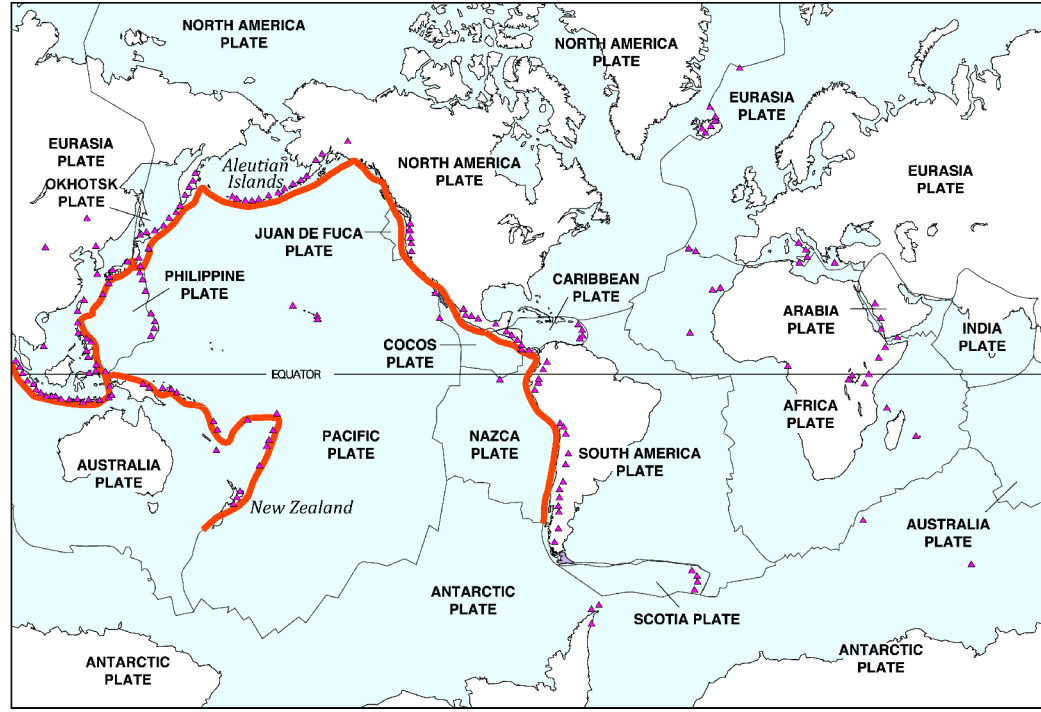 NORTH AMERICA
PLATE
NORTH AMERICA
PLATE
EURASIA
PLATE
EURASIA
PLATE
OKHOTSK
PLATE
Aleutian
Islands
NORTH AMERICA
PLATE
EURASIA
PLATE
JUAN DE FUCA
PLATE
PHILIPPINE
PLATE
CARIBBEAN
PLATE
ARABIA
PLATE
INDIA
PLATE
COCOS
PLATE
EQUATOR
AFRICA
PLATE
PACIFIC
PLATE
NAZCA
PLATE
SOUTH AMERICA
PLATE
AUSTRALIA
PLATE
New Zealand
AUSTRALIA
PLATE
ANTARCTIC
PLATE
SCOTIA PLATE
ANTARCTIC
PLATE
ANTARCTIC
PLATE